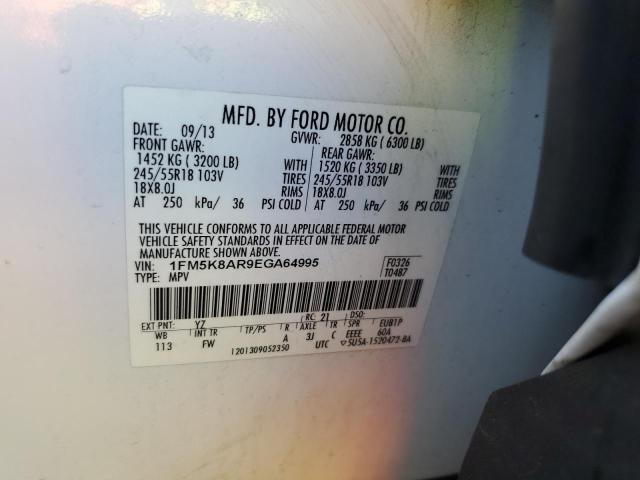 MFD. BY FORD MOTOR CO.
DATE: 09/13 GVWR: 2858 KG ( 6300 LB)
FRONT GAWR: REAR GAWR:
1452 KG ( 3200 LB) WITH 1520 KG ( 3350 LB) WITH
245/55R18 103V TIRES 245/55R18 103V TIRES
18X8.0J RIMS 18X8.0J RIMS
AT 250 kPa/ 36 PSI COLD AT 250 kPa/ 36 PSI COLD
THIS VEHICLE CONFORMS TO ALL APPLICABLE FEDERAL MOTOR
VEHICLE SAFETY STANDARDS IN EFFECT ON THE DATE OF
MANUFACTURE SHOWN ABOVE.
VIN: 1FM5K8AR9EGA64995 F0326
TYPE: MPV T0487
RC: 21 DSO:
EXT PNT: YZ EUB1P
WB TP/PS R AXLE TR SPR 60A
113 FW A 3J C EEEE
1201309052350 UTC ▽5U5A-1520472-BA